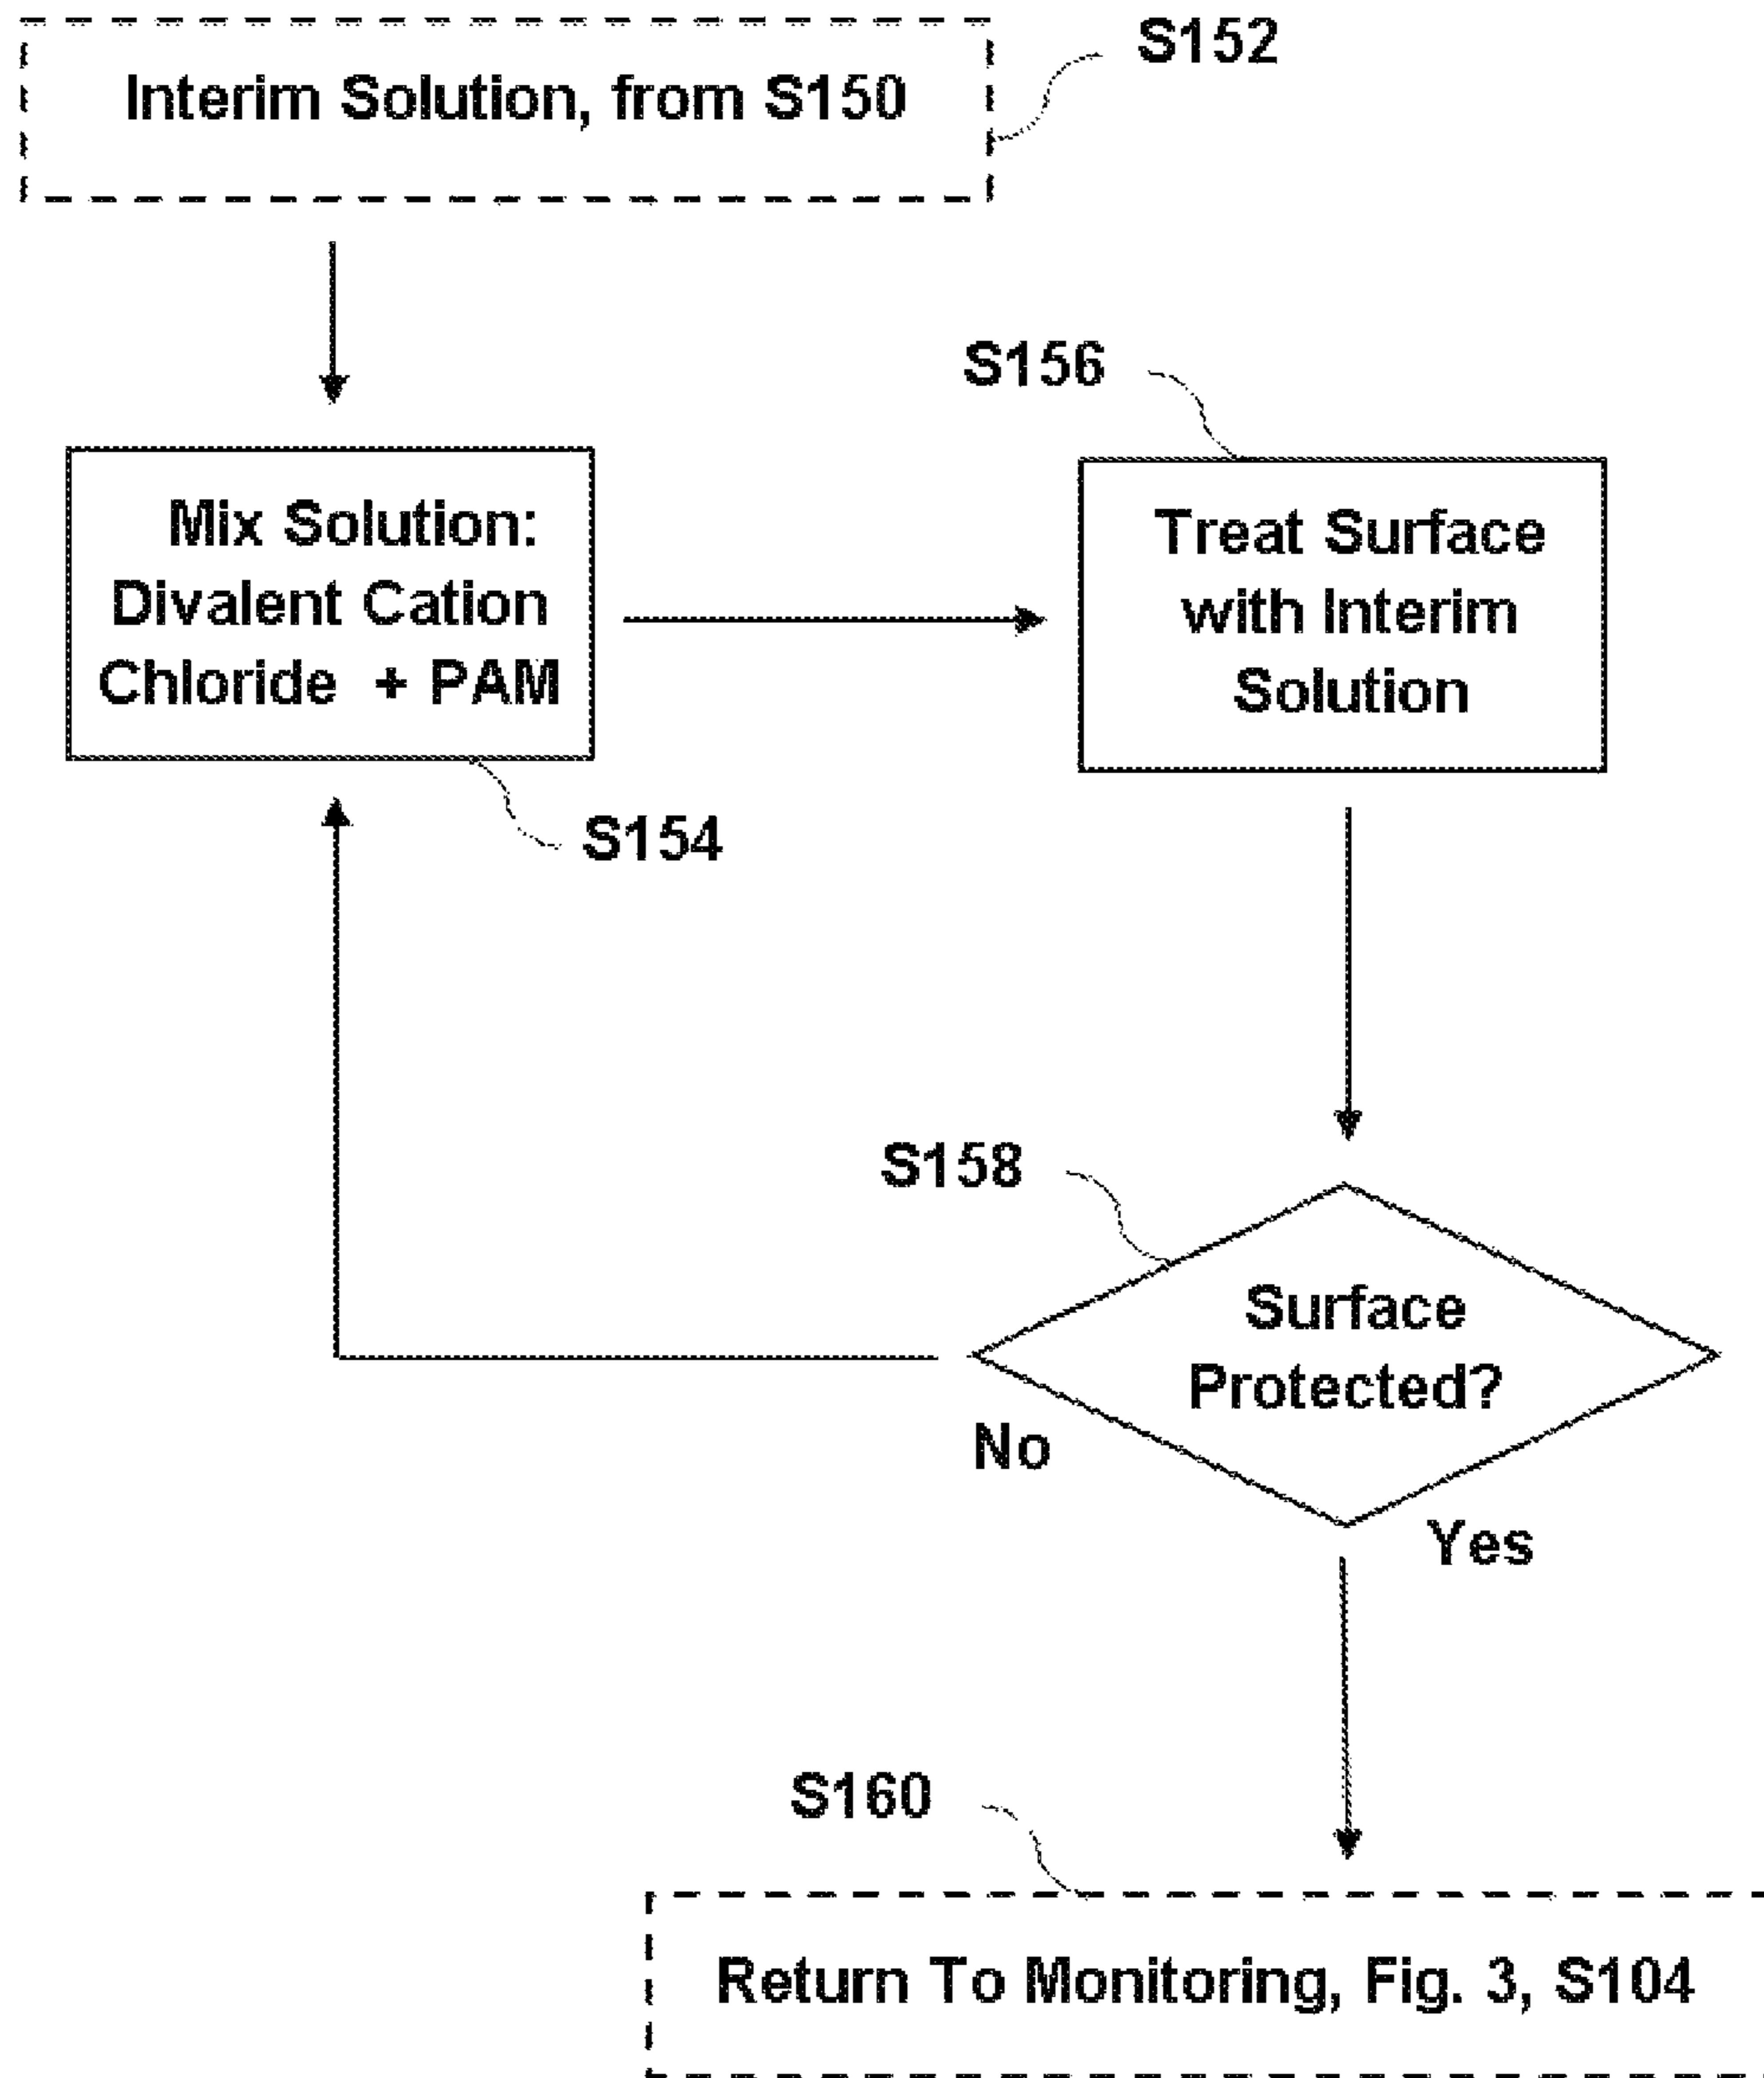 S152
Interim Solution, from S150
S156
Mix Solution:
Divalent Cation
Chloride + PAM
Treat Surface
with Interim
Solution
S154
S158
Surface
Protected?
No
Yes
S160
Return To Monitoring, Fig. 3, S104